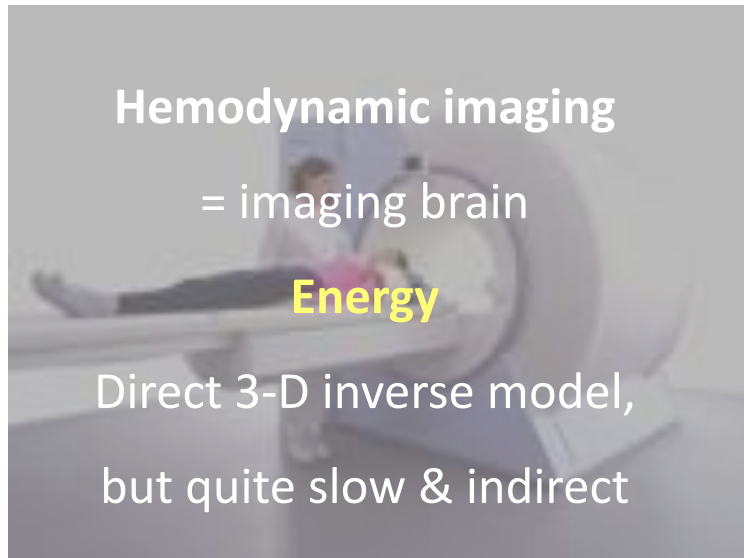 Hemodynamic imaging
= imaging brain
Energy
Direct 3-D inverse model,
but quite slow & indirect